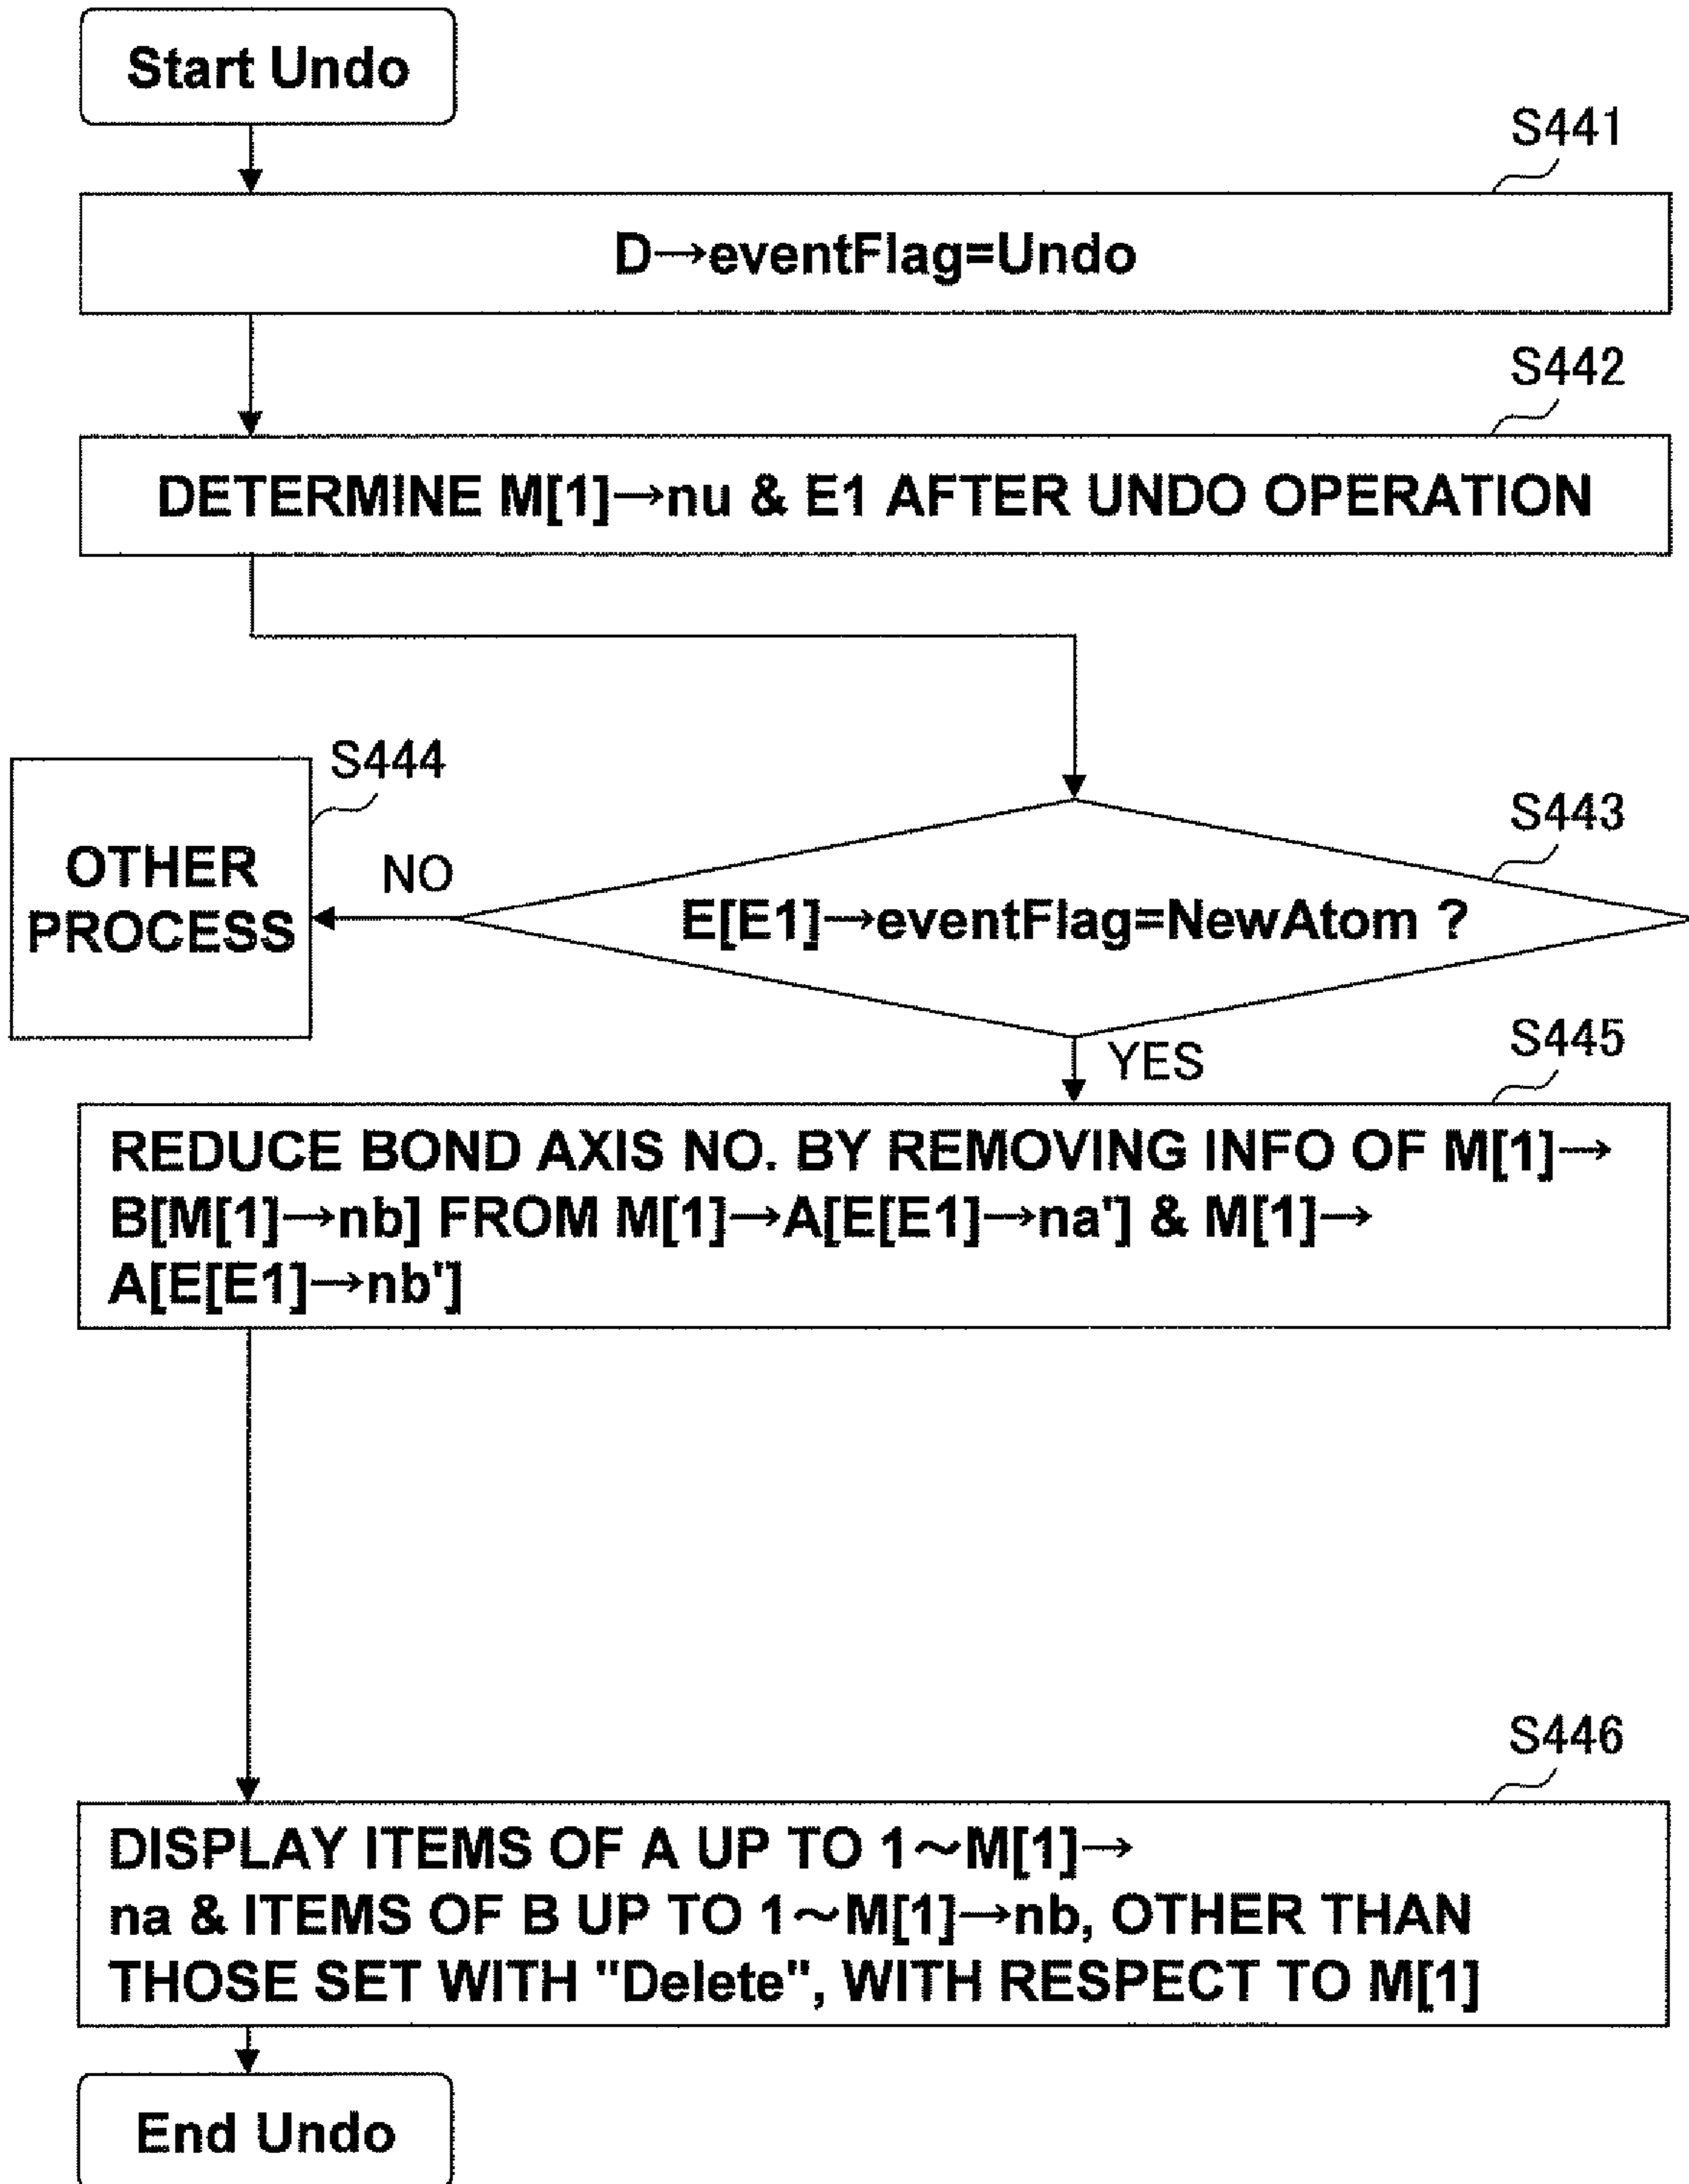 Start Undo
S441
D→eventFlag=Undo
S442
DETERMINE M[1]→nu & E1 AFTER UNDO OPERATION
S444
OTHER
PROCESS
NO
S443
E[E1]→eventFlag=NewAtom ?
YES
S445
REDUCE BOND AXIS NO. BY REMOVING INFO OF M[1]→
B[M[1]→nb] FROM M[1]→A[E[E1]→na'] & M[1]→
A[E[E1]→nb']
S446
DISPLAY ITEMS OF A UP TO 1~M[1]→
na & ITEMS OF B UP TO 1~M[1]→nb, OTHER THAN
THOSE SET WITH "Delete", WITH RESPECT TO M[1]
End Undo